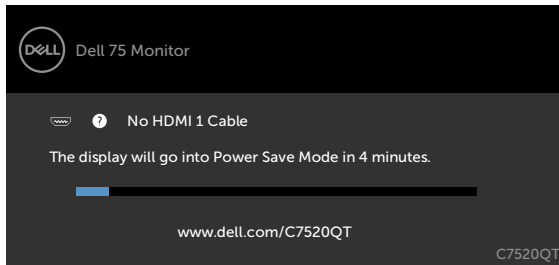 DELL
Dell 75 Monitor
? No HDMI 1 Cable
The display will go into Power Save Mode in 4 minutes.
www.dell.com/C7520QT
C7520QT